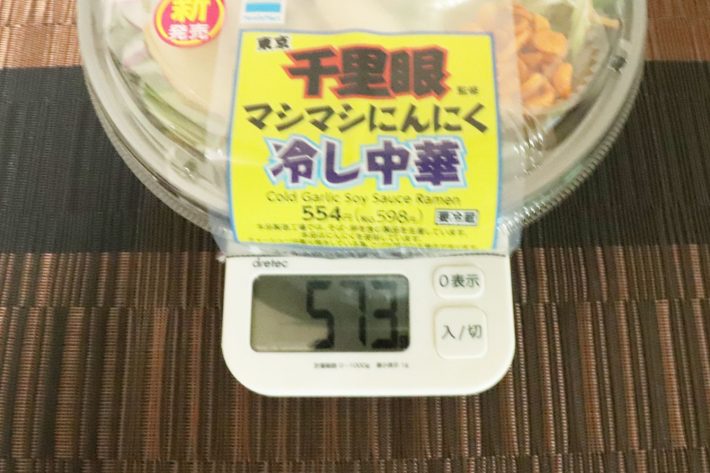 新
発売
東京
千里眼 監修
マシマシにんにく
冷し中華
Cold Garlic Soy Sauce Ramen
554円(税込598円) 要冷蔵
dretec
573g
0表示
入/切